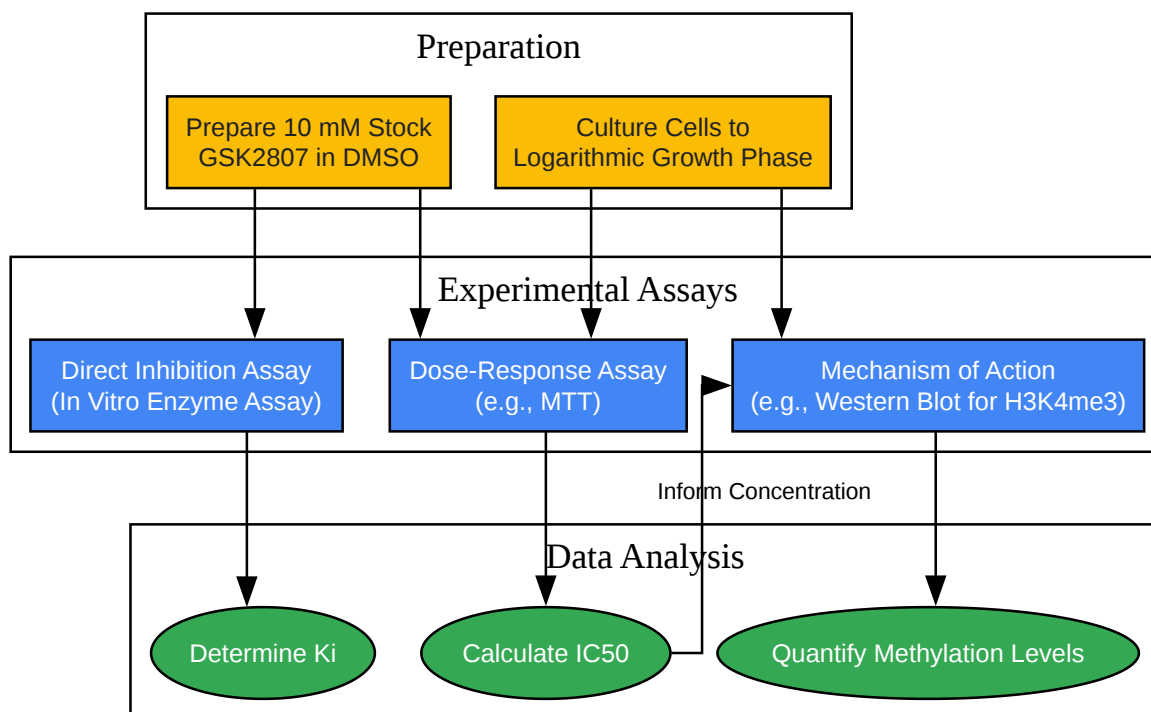 Preparation
Prepare 10 mM Stock
GSK2807 in DMSO
Culture Cells to
Logarithmic Growth Phase
Experimental Assays
Direct Inhibition Assay
(In Vitro Enzyme Assay)
Dose-Response Assay
(e.g., MTT)
Mechanism of Action
(e.g., Western Blot for H3K4me3)
Inform Concentration
Data Analysis
Determine Ki
Calculate IC50
Quantify Methylation Levels